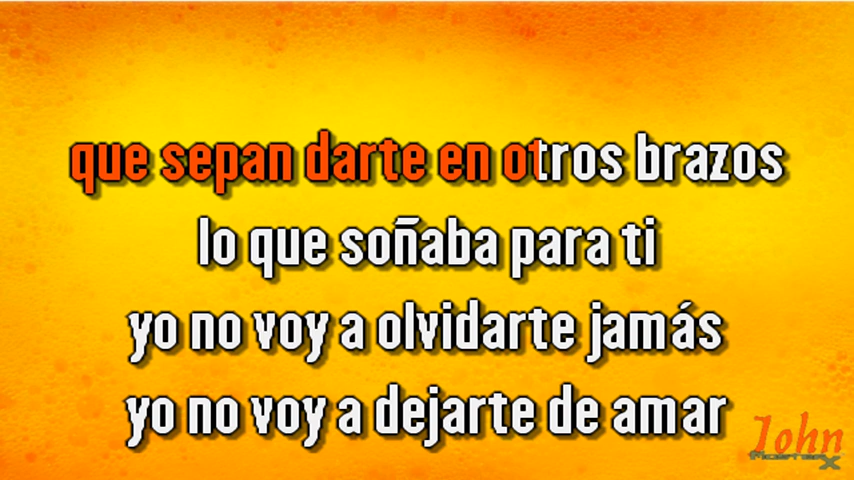 que sepan darte en otros brazos
lo que soñaba para ti
yo no voy a olvidarte jamás
yo no voy a dejarte de amar
John